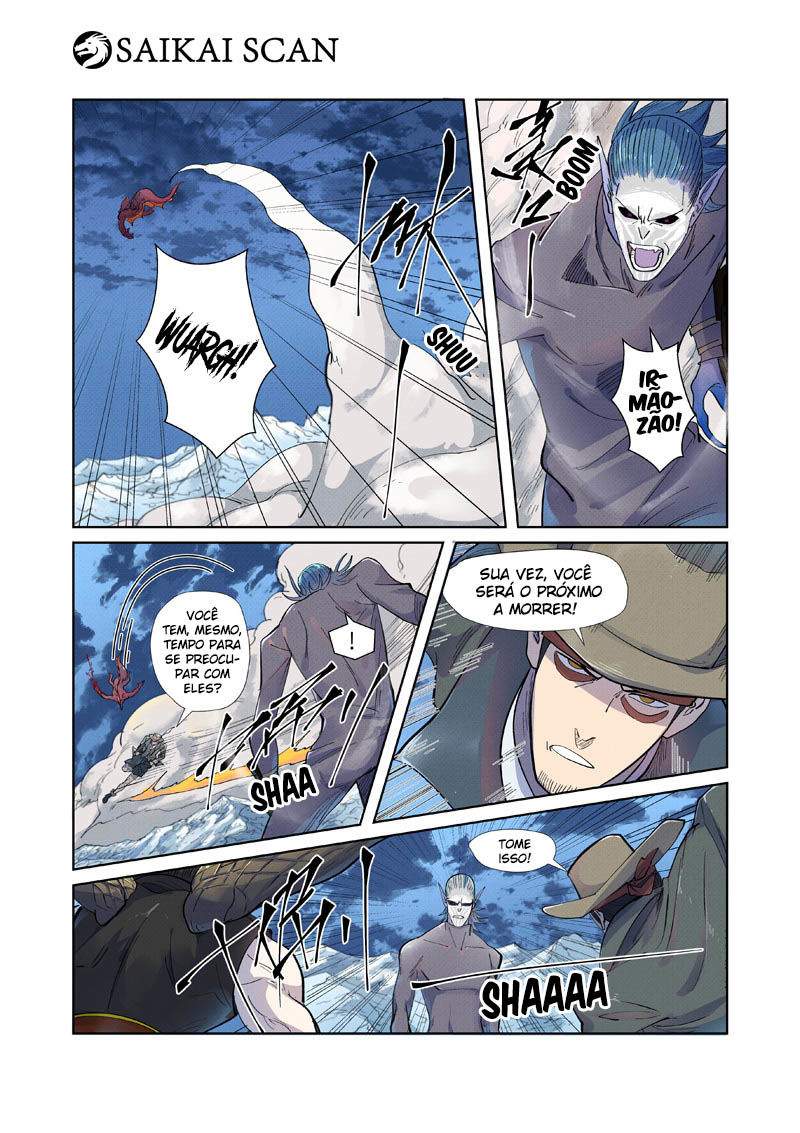 SAIKAI SCAN
WUARGH!
SHUU
BOOM
IR-
MÃO-
ZÃO!
VOCÊ
TEM, MESMO,
TEMPO PARA
SE PREOCU-
PAR COM
ELES?
!
SHAA
SUA VEZ, VOCÊ
SERÁ O PRÓXIMO
A MORRER!
TOME
ISSO!
SHAAAA